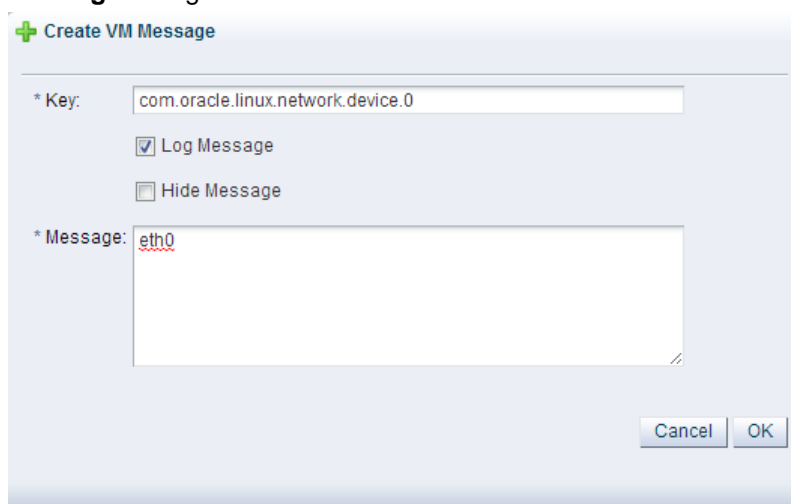 Create VM Message
* Key: com.oracle.linux.network.device.0
Log Message
Hide Message
* Message: eth0
Cancel OK